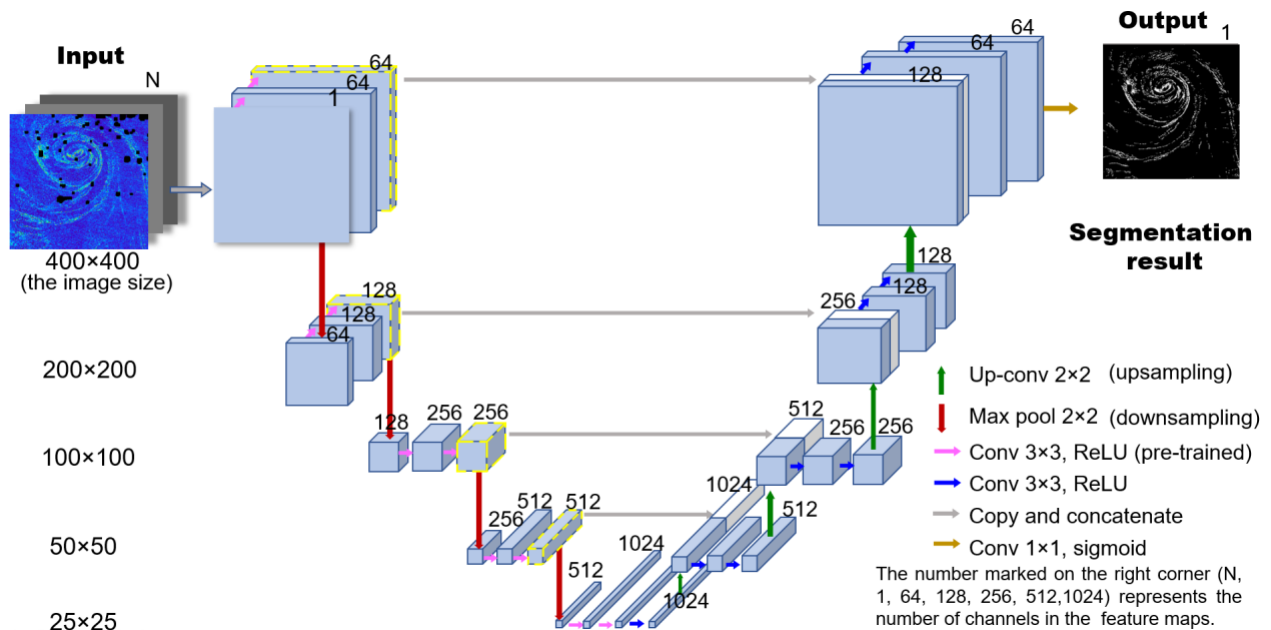 Input
N
400×400
(the image size)
1
64
64
64
128
128
128
256
256
256
512
512
512
1024
1024
1024
512
512
256
256
256
128
128
128
64
64
Output
1
Segmentation
result
200×200
100×100
50×50
25×25
Up-conv 2×2 (upsampling)
Max pool 2×2 (downsampling)
Conv 3×3, ReLU (pre-trained)
Conv 3×3, ReLU
Copy and concatenate
Conv 1×1, sigmoid
The number marked on the right corner (N,
1, 64, 128, 256, 512,1024) represents the
number of channels in the feature maps.